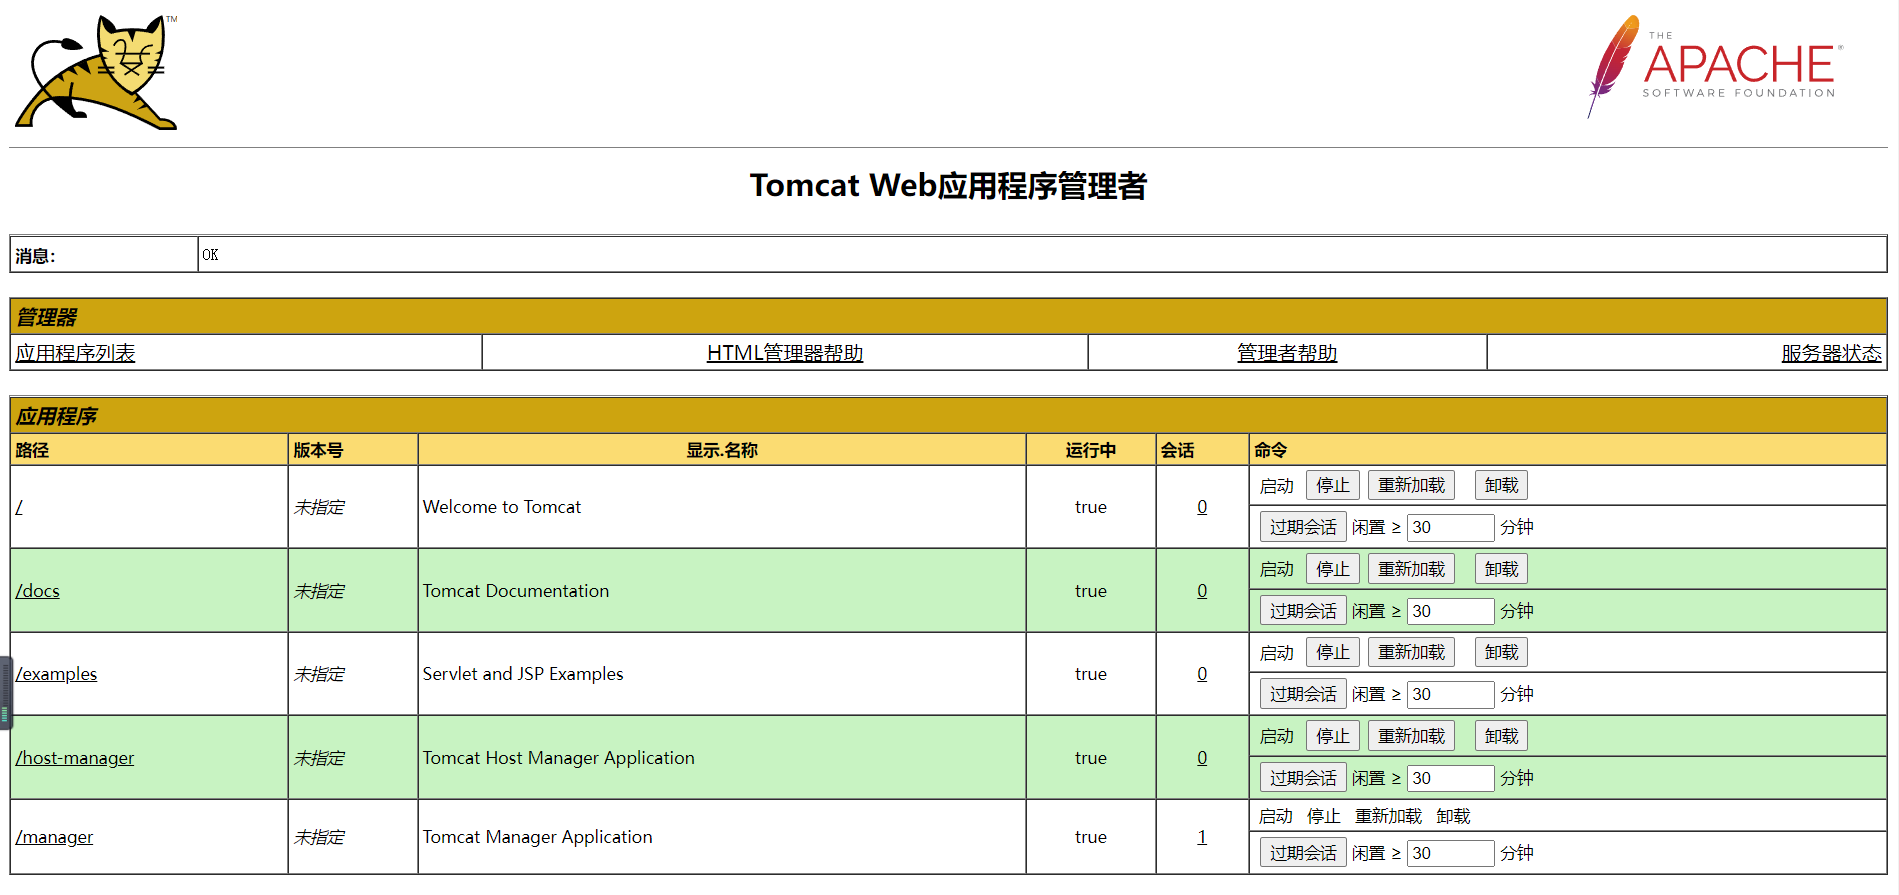 TM
THE
APACHE®
SOFTWARE FOUNDATION
Tomcat Web应用程序管理者
消息: OK
管理器
应用程序列表 HTML管理器帮助 管理者帮助 服务器状态
应用程序
路径 版本号 显示.名称 运行中 会话 命令
启动 停止 重新加载 卸载
/ 未指定 Welcome to Tomcat true 0
过期会话 闲置 ≥ 30 分钟
启动 停止 重新加载 卸载
/docs 未指定 Tomcat Documentation true 0
过期会话 闲置 ≥ 30 分钟
启动 停止 重新加载 卸载
/examples 未指定 Servlet and JSP Examples true 0
过期会话 闲置 ≥ 30 分钟
启动 停止 重新加载 卸载
/host-manager 未指定 Tomcat Host Manager Application true 0
过期会话 闲置 ≥ 30 分钟
启动 停止 重新加载 卸载
/manager 未指定 Tomcat Manager Application true 1
过期会话 闲置 ≥ 30 分钟